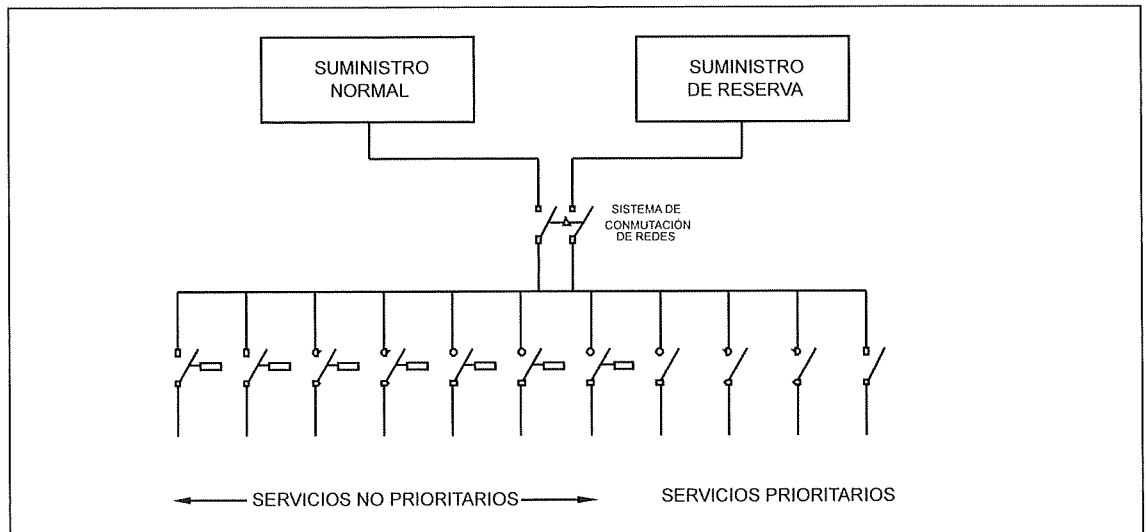 SUMINISTRO
NORMAL
SUMINISTRO
DE RESERVA
SISTEMA DE
CONMUTACIÓN
DE REDES
SERVICIOS NO PRIORITARIOS
SERVICIOS PRIORITARIOS